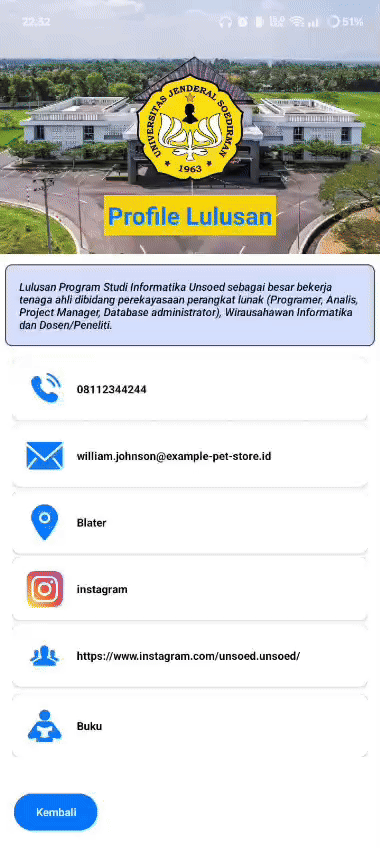 22.52
51%
UNIVERSITAS JENDERAL SOEDIRMAN
1963
Profile Lulusan
Lulusan Program Studi Informatika Unsoed sebagai besar bekerja
tenaga ahli dibidang perekayasaan perangkat lunak (Programer, Analis,
Project Manager, Database administrator), Wirausahawan Informatika
dan Dosen/Peneliti.
08112344244
william.johnson@example-pet-store.id
Blater
instagram
https://www.instagram.com/unsoed.unsoed/
Buku
Kembali